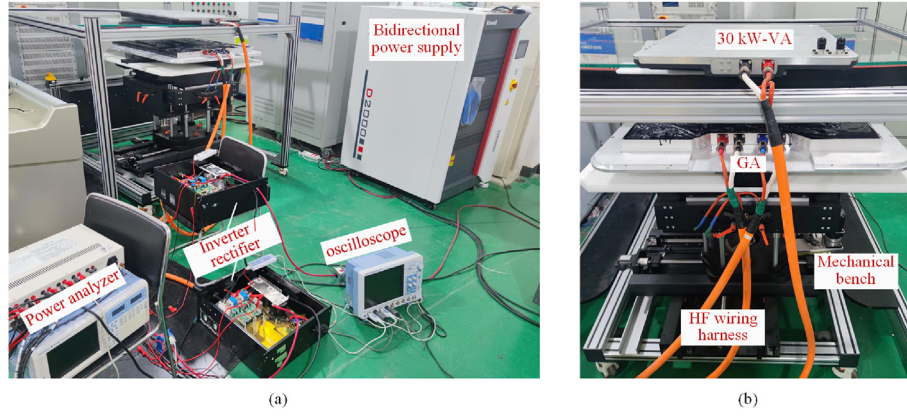 Bidirectional
power supply
D2000
Inverter /
rectifier
oscilloscope
Power analyzer
(a)
30 kW-VA
GA
Mechanical
bench
HF wiring
harness
(b)